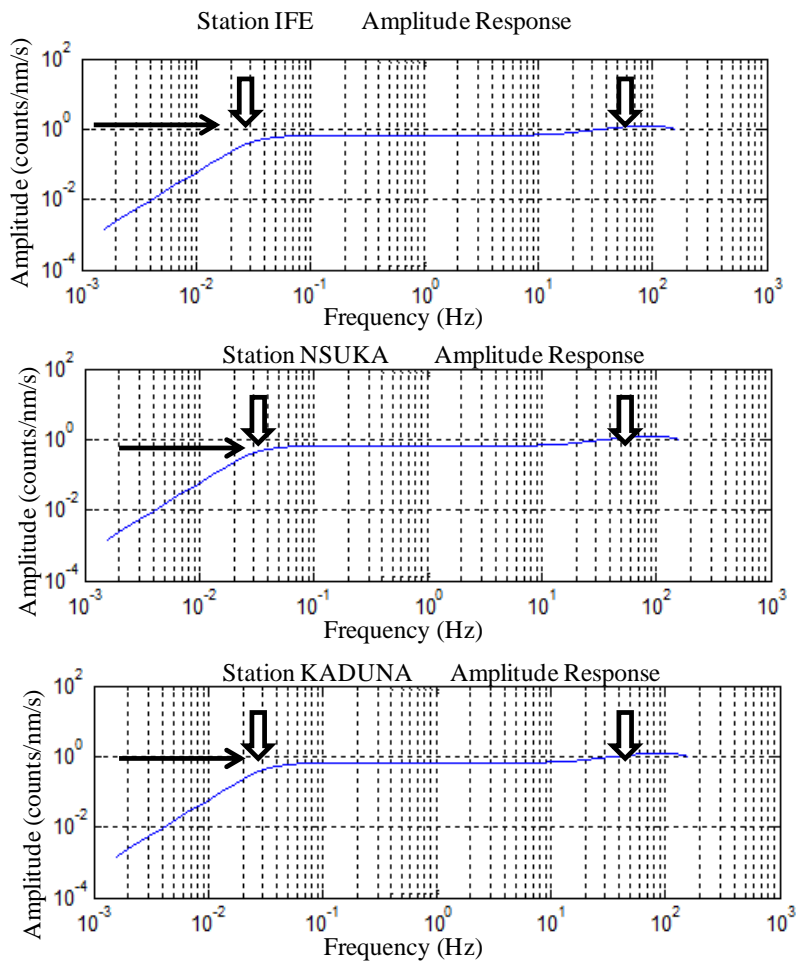 Station IFE Amplitude Response
Amplitude (counts/nm/s)
10^2
10^0
10^-2
10^-4
10^-3 10^-2 10^-1 10^0 10^1 10^2 10^3
Frequency (Hz)
Station NSUKA Amplitude Response
Amplitude (counts/nm/s)
10^2
10^0
10^-2
10^-4
10^-3 10^-2 10^-1 10^0 10^1 10^2 10^3
Frequency (Hz)
Station KADUNA Amplitude Response
Amplitude (counts/nm/s)
10^2
10^0
10^-2
10^-4
10^-3 10^-2 10^-1 10^0 10^1 10^2 10^3
Frequency (Hz)